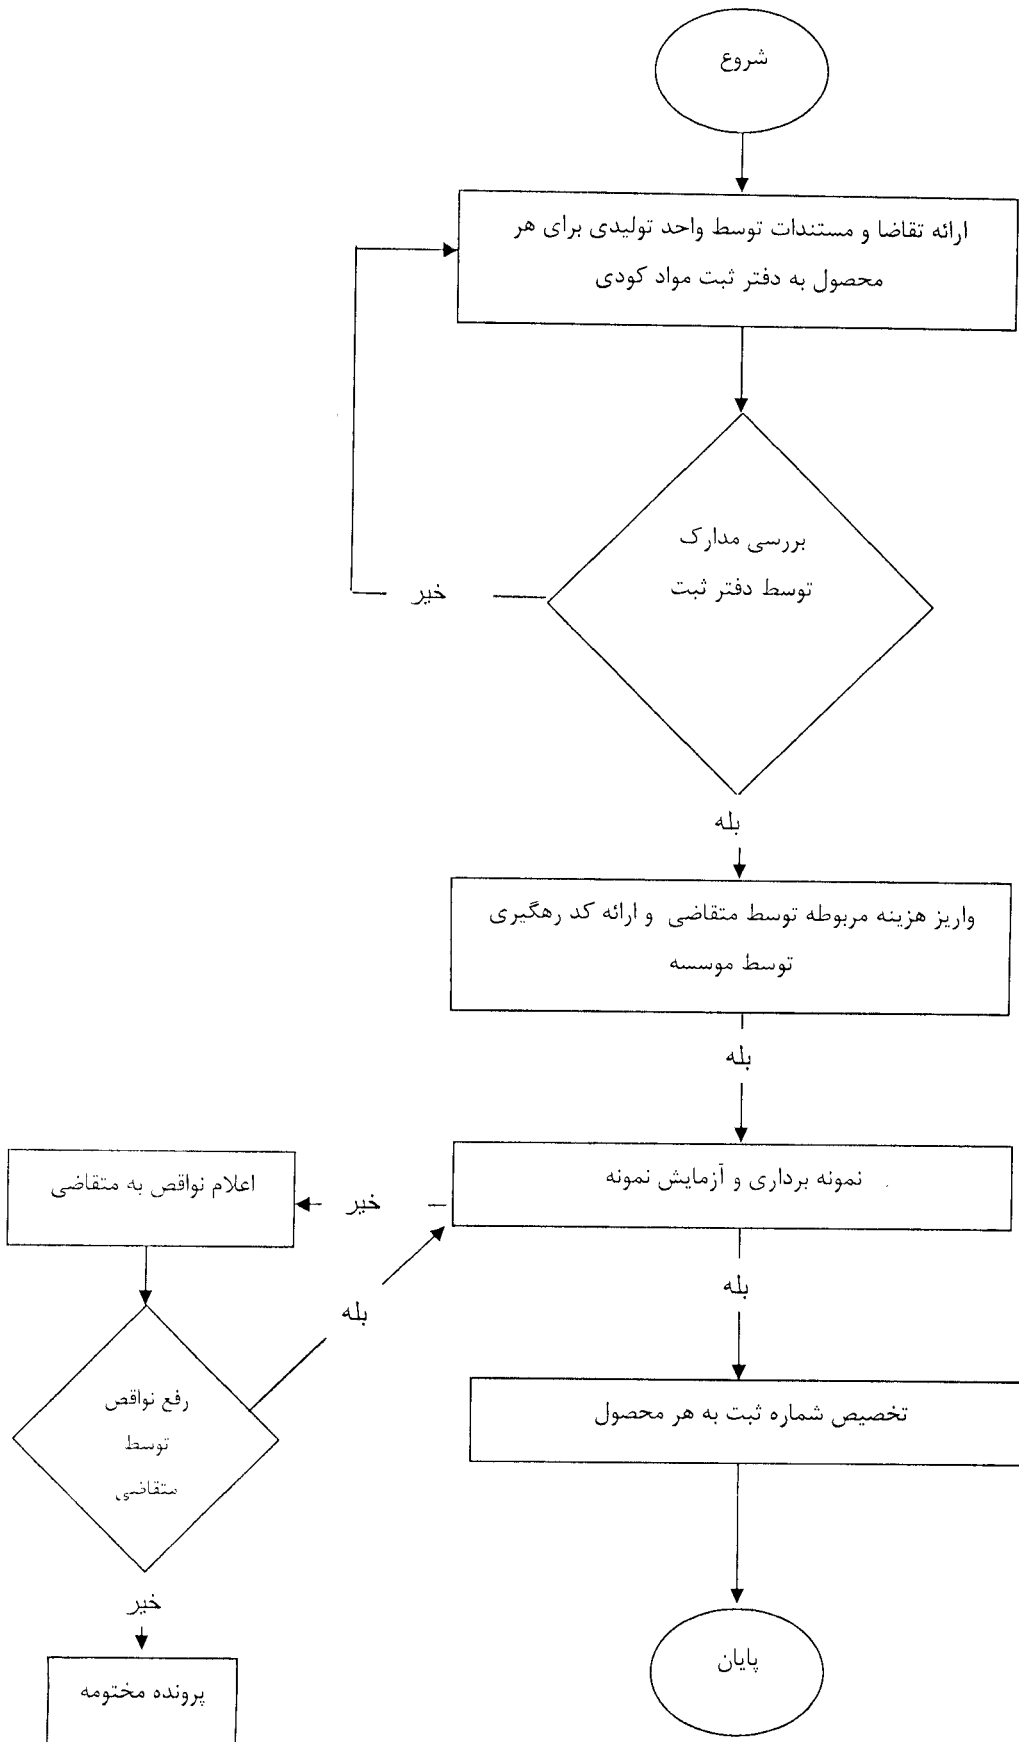 شروع
ارائه تقاضا و مستندات توسط واحد تولیدی برای هر
محصول به دفتر ثبت مواد کودی
بررسی مدارک
توسط دفتر ثبت
خیر
بله
واریز هزینه مربوطه توسط متقاضی و ارائه کد رهگیری
توسط موسسه
بله
نمونه برداری و آزمایش نمونه
خیر
اعلام نواقص به متقاضی
بله
بله
رفع نواقص
توسط
متقاضی
تخصیص شماره ثبت به هر محصول
خیر
پایان
پرونده مختومه